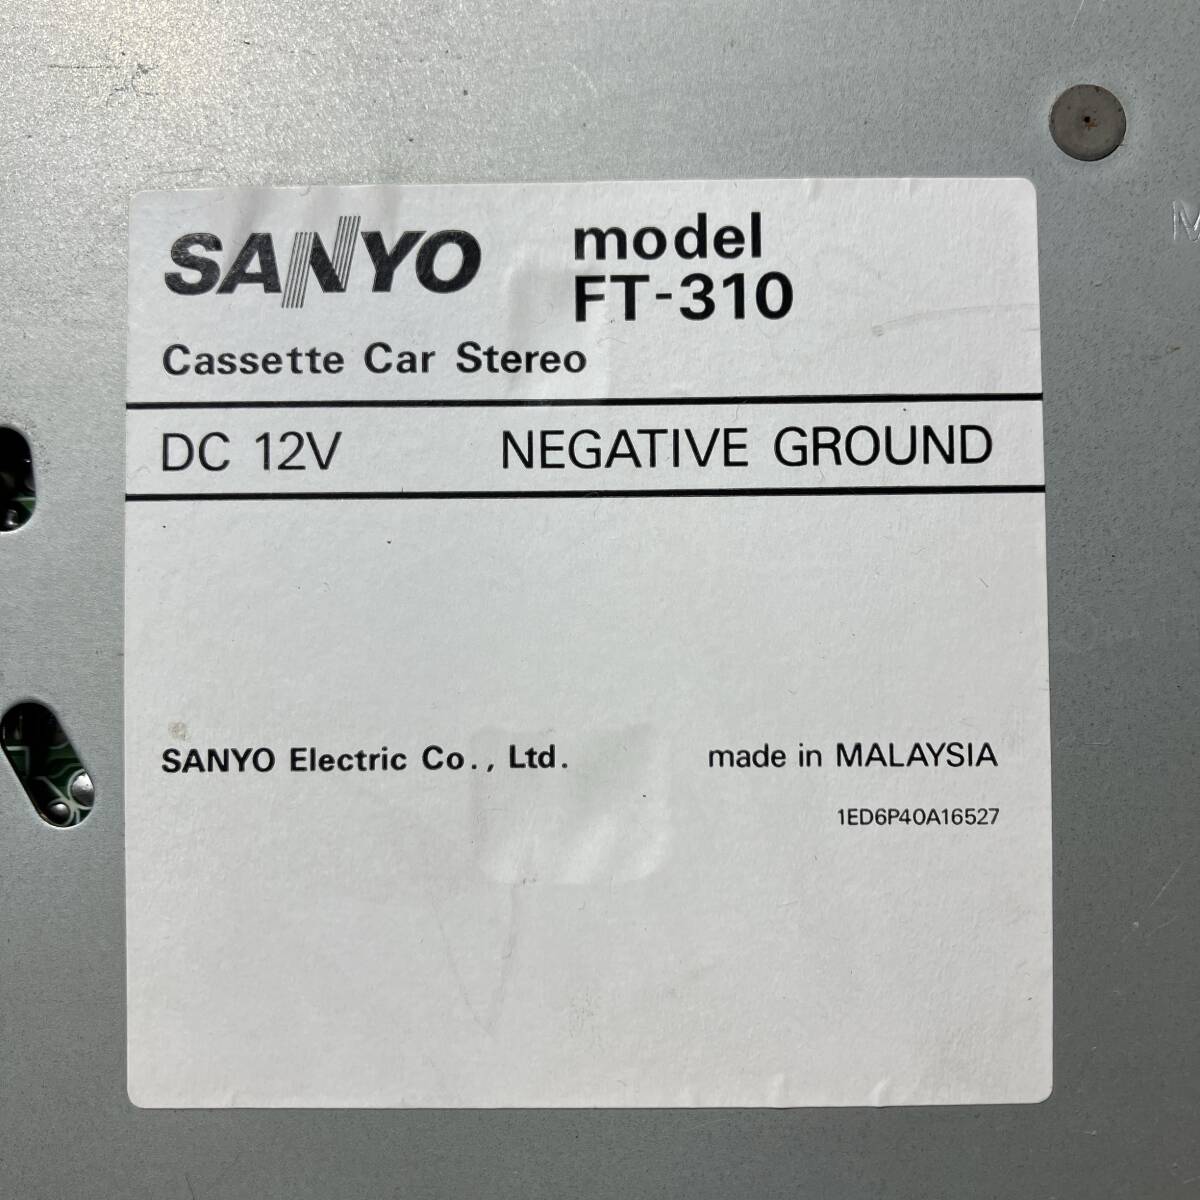 SANYO
model
FT-310
Cassette Car Stereo
DC 12V NEGATIVE GROUND
SANYO Electric Co., Ltd. made in MALAYSIA
1ED6P40A16527
M